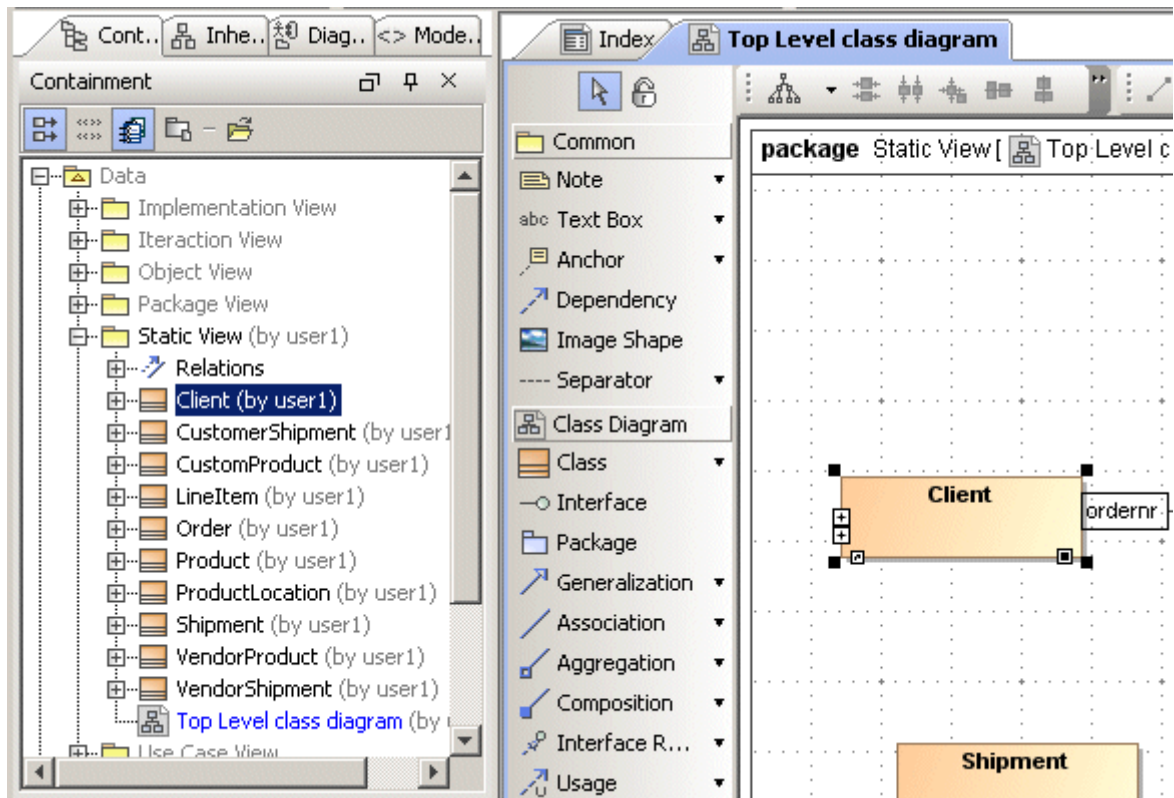 Cont..
Inhe..
Diag..
<> Mode..
Containment
Data
Implementation View
Iteraction View
Object View
Package View
Static View (by user1)
Relations
Client (by user1)
CustomerShipment (by user1
CustomProduct (by user1)
LineItem (by user1)
Order (by user1)
Product (by user1)
ProductLocation (by user1)
Shipment (by user1)
VendorProduct (by user1)
VendorShipment (by user1)
Top Level class diagram (by
Use Case View
Index
Top Level class diagram
Common
Note
abc Text Box
Anchor
Dependency
Image Shape
---- Separator
Class Diagram
Class
Interface
Package
Generalization
Association
Aggregation
Composition
Interface R...
Usage
package Static View [ Top Level c
Client
ordernr
Shipment